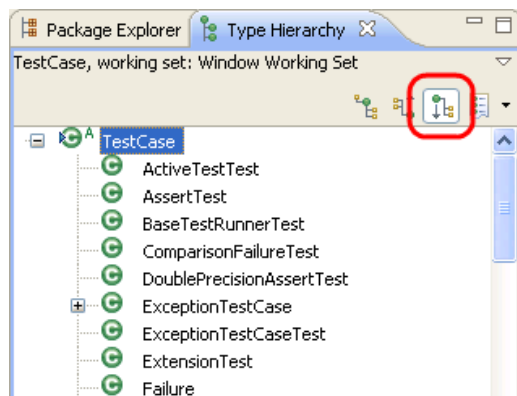 Package Explorer Type Hierarchy
TestCase, working set: Window Working Set
A TestCase
C ActiveTestTest
C AssertTest
C BaseTestRunnerTest
C ComparisonFailureTest
C DoublePrecisionAssertTest
C ExceptionTestCase
C ExceptionTestCaseTest
C ExtensionTest
C Failure